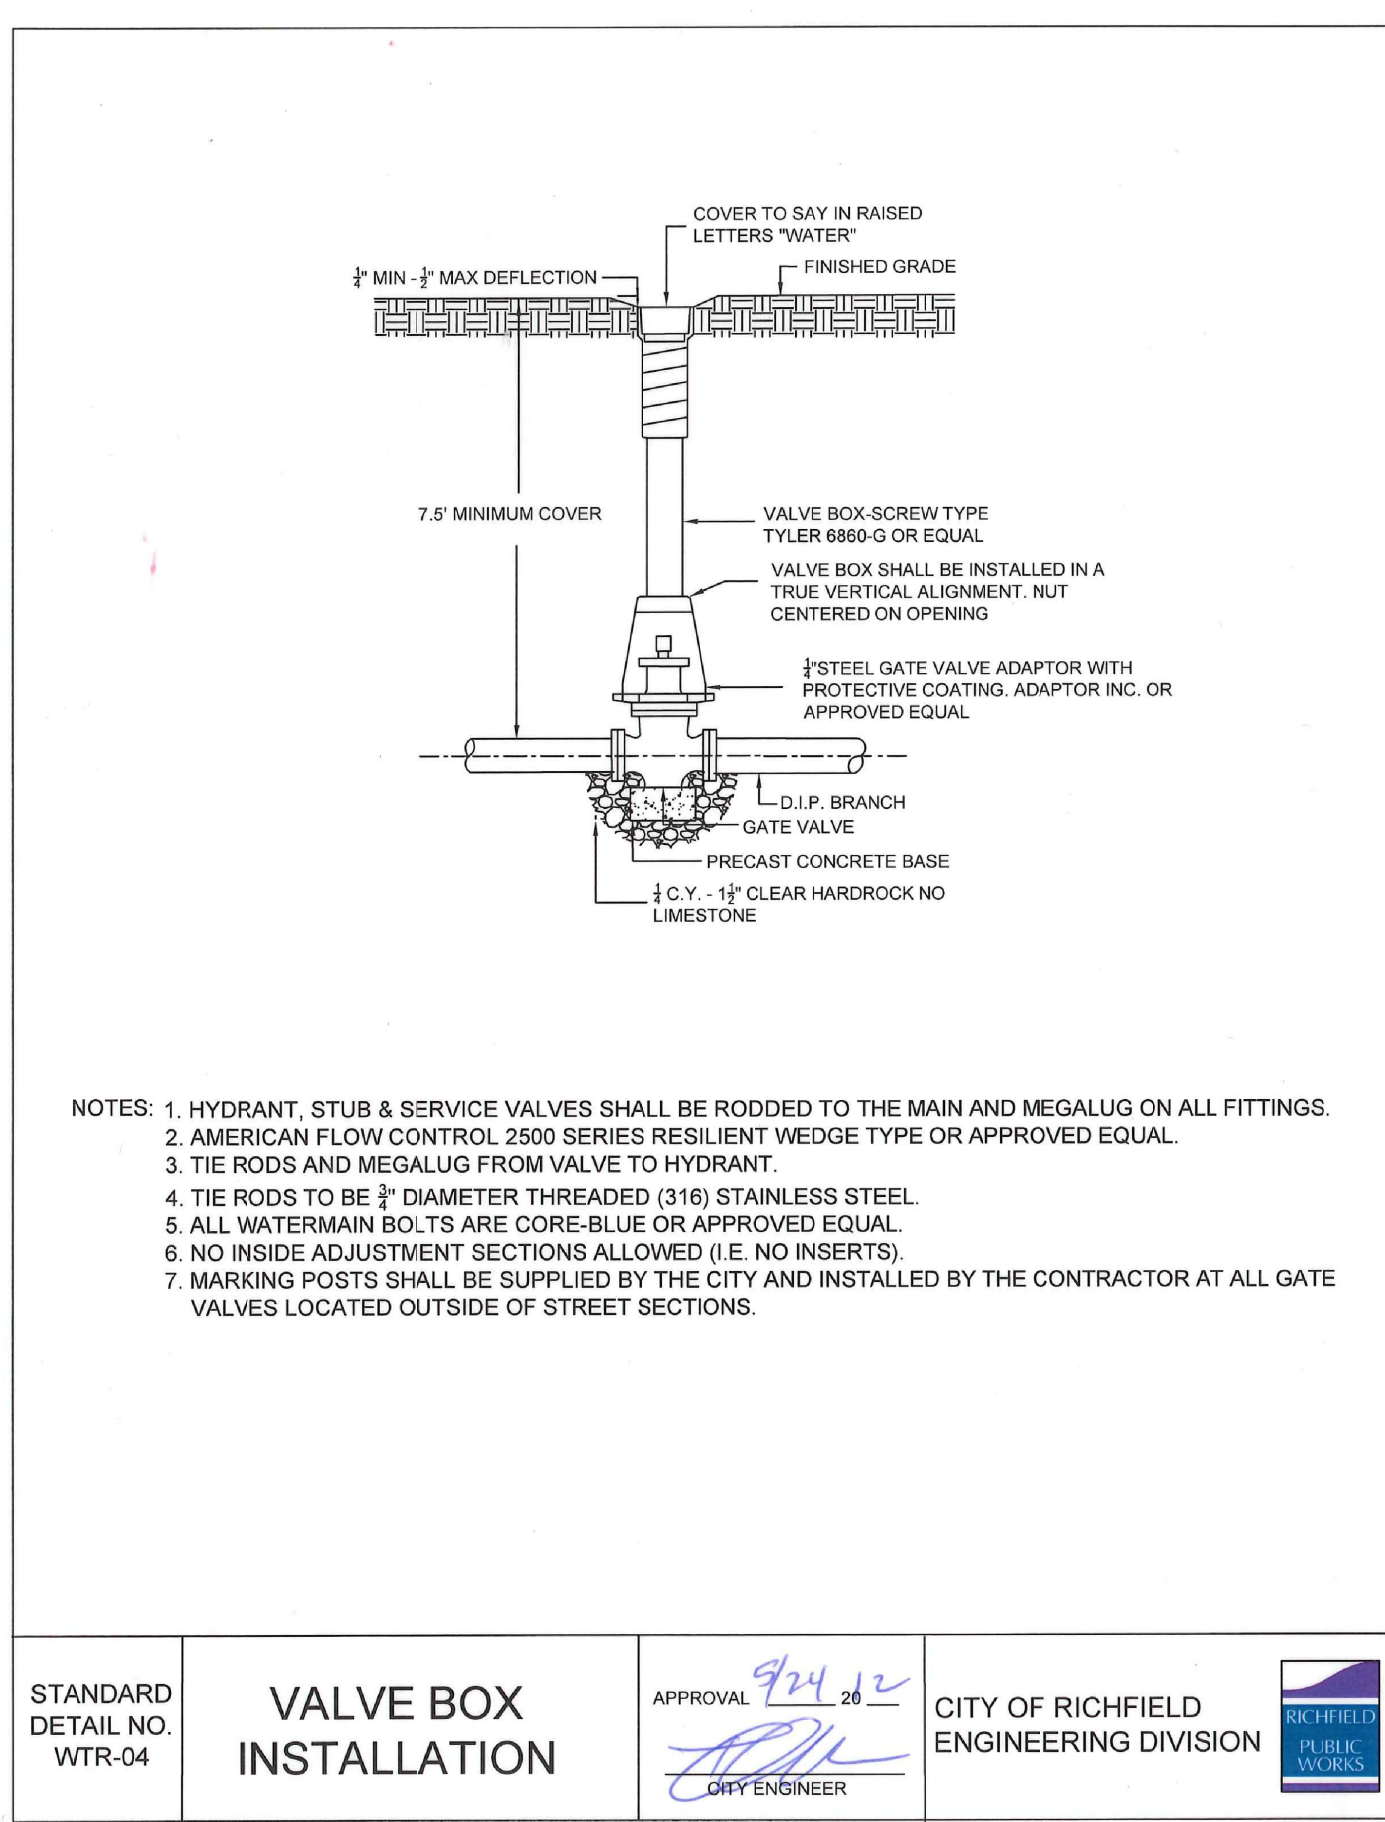 COVER TO SAY IN RAISED
LETTERS "WATER"
¼" MIN - ½" MAX DEFLECTION
FINISHED GRADE
7.5' MINIMUM COVER
VALVE BOX-SCREW TYPE
TYLER 6860-G OR EQUAL
VALVE BOX SHALL BE INSTALLED IN A
TRUE VERTICAL ALIGNMENT. NUT
CENTERED ON OPENING
¼"STEEL GATE VALVE ADAPTOR WITH
PROTECTIVE COATING. ADAPTOR INC. OR
APPROVED EQUAL
D.I.P. BRANCH
GATE VALVE
PRECAST CONCRETE BASE
¼ C.Y. - 1½" CLEAR HARDROCK NO
LIMESTONE
NOTES: 1. HYDRANT, STUB & SERVICE VALVES SHALL BE RODDED TO THE MAIN AND MEGALUG ON ALL FITTINGS.
2. AMERICAN FLOW CONTROL 2500 SERIES RESILIENT WEDGE TYPE OR APPROVED EQUAL.
3. TIE RODS AND MEGALUG FROM VALVE TO HYDRANT.
4. TIE RODS TO BE ¾" DIAMETER THREADED (316) STAINLESS STEEL.
5. ALL WATERMAIN BOLTS ARE CORE-BLUE OR APPROVED EQUAL.
6. NO INSIDE ADJUSTMENT SECTIONS ALLOWED (I.E. NO INSERTS).
7. MARKING POSTS SHALL BE SUPPLIED BY THE CITY AND INSTALLED BY THE CONTRACTOR AT ALL GATE
VALVES LOCATED OUTSIDE OF STREET SECTIONS.
STANDARD
DETAIL NO.
WTR-04
VALVE BOX
INSTALLATION
APPROVAL 5/24 2012
CITY ENGINEER
CITY OF RICHFIELD
ENGINEERING DIVISION
RICHFIELD
PUBLIC
WORKS